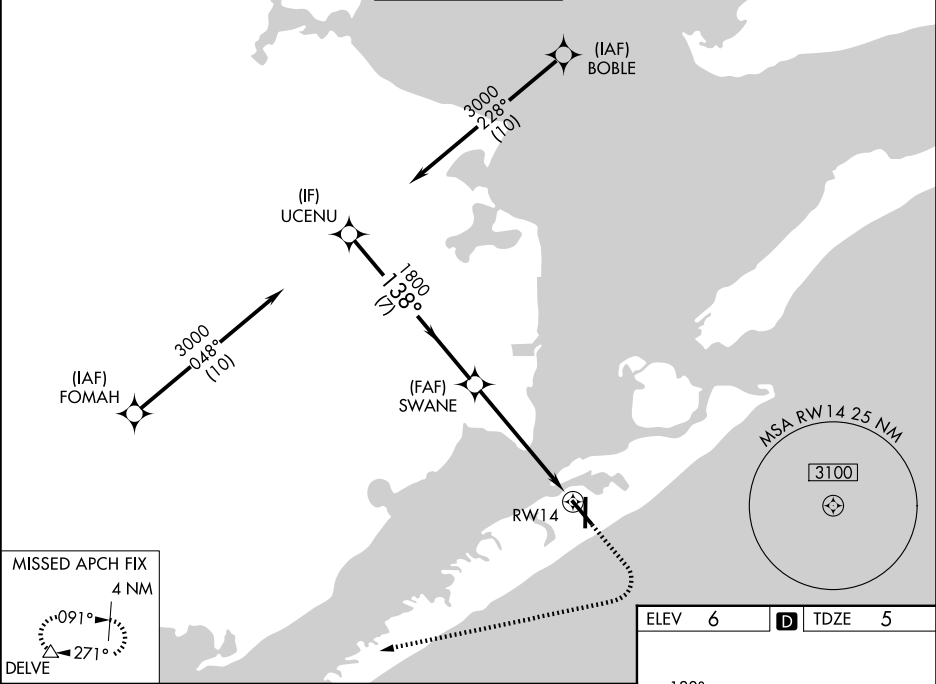 (IAF)
BOBLE
3000
228°
(10)
(IF)
UCENU
1800
138°
(7)
3000
048°
(10)
(IAF)
FOMAH
(FAF)
SWANE
MSA RW14 25 NM
3100
RW14
MISSED APCH FIX
4 NM
091°
271°
DELVE
ELEV 6 D TDZE 5